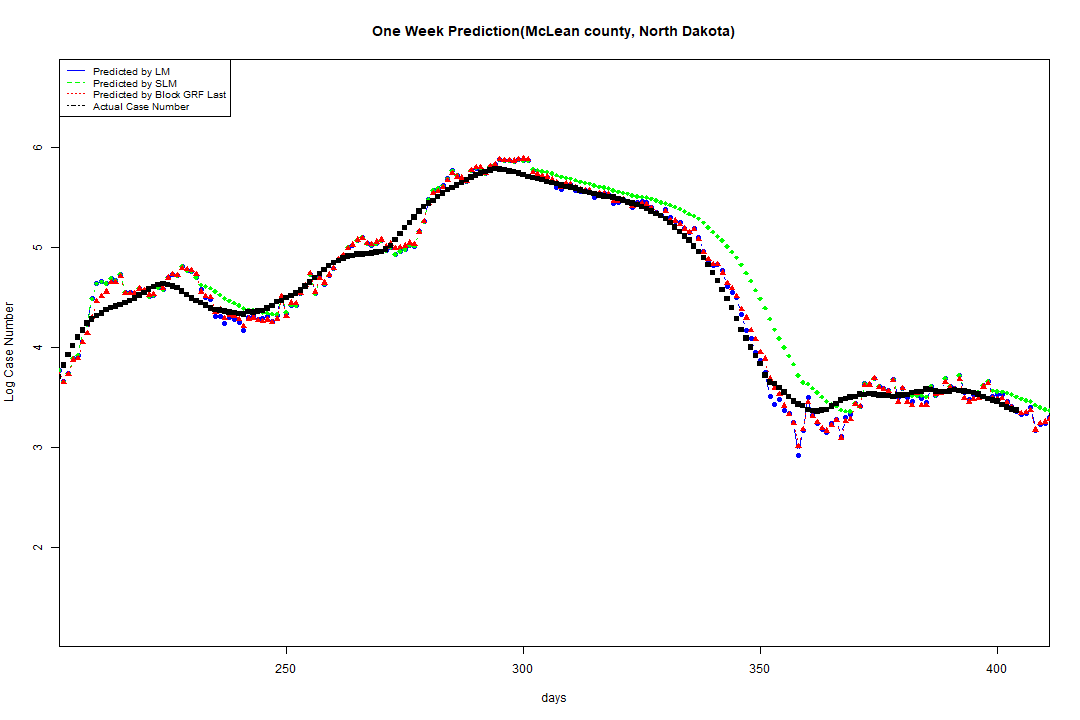 One Week Prediction(McLean county, North Dakota)
Predicted by LM
Predicted by SLM
Predicted by Block GRF Last
Actual Case Number
6
5
4
3
2
Log Case Number
250 300 350 400
days